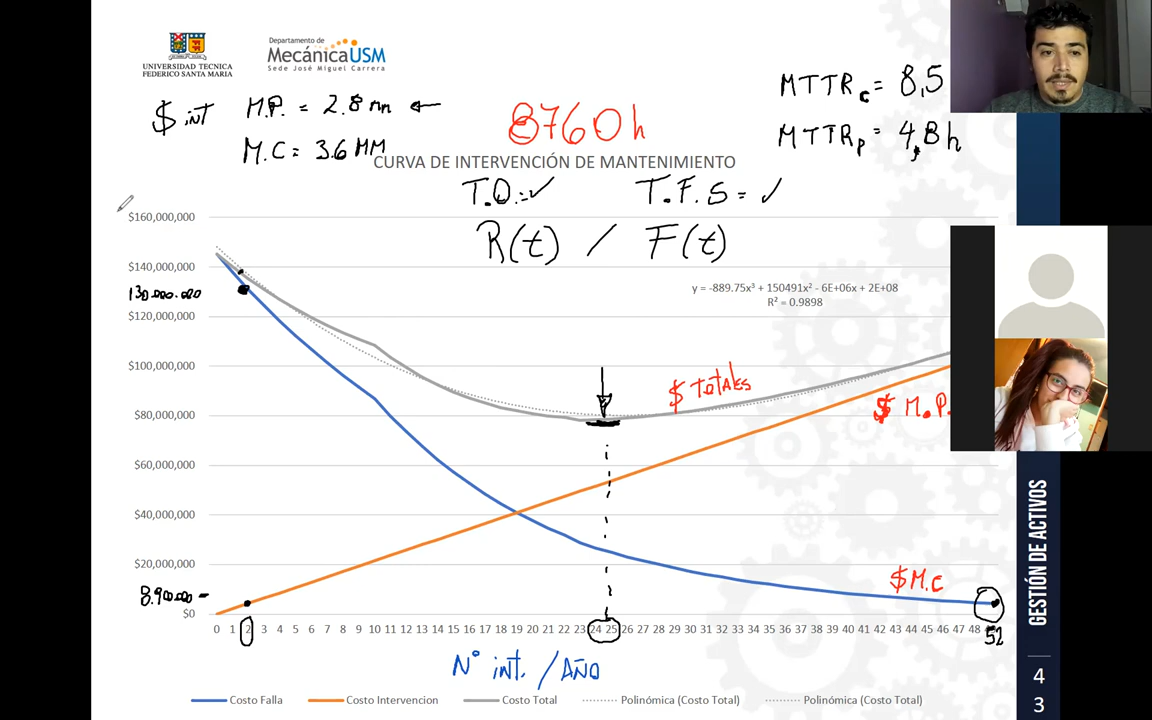 UNIVERSIDAD TECNICA
FEDERICO SANTA MARIA
Departamento de
MecánicaUSM
Sede José Miguel Carrera
$ int M.P. = 2.8 mm
M.C = 3.6 MM
8760 h
MTTRc = 8,5
MTTRp = 4,8 h
CURVA DE INTERVENCIÓN DE MANTENIMIENTO
T.O. = ✓ T.F.S = ✓
R(t) / F(t)
y = -889.75x³ + 150491x² - 6E+06x + 2E+08
R² = 0.9898
$160,000,000
$140,000,000
130.000.000
$120,000,000
$100,000,000
$80,000,000
$60,000,000
$40,000,000
$20,000,000
8.900.000
$0
$ TOTALES
$ M.P.
$ M.C
0 1 2 3 4 5 6 7 8 9 10 11 12 13 14 15 16 17 18 19 20 21 22 23 24 25 26 27 28 29 30 31 32 33 34 35 36 37 38 39 40 41 42 43 44 45 46 47 48
52
N° int. / AÑO
Costo Falla Costo Intervencion Costo Total Polinómica (Costo Total) Polinómica (Costo Total)
GESTIÓN DE ACTIVOS
4
3